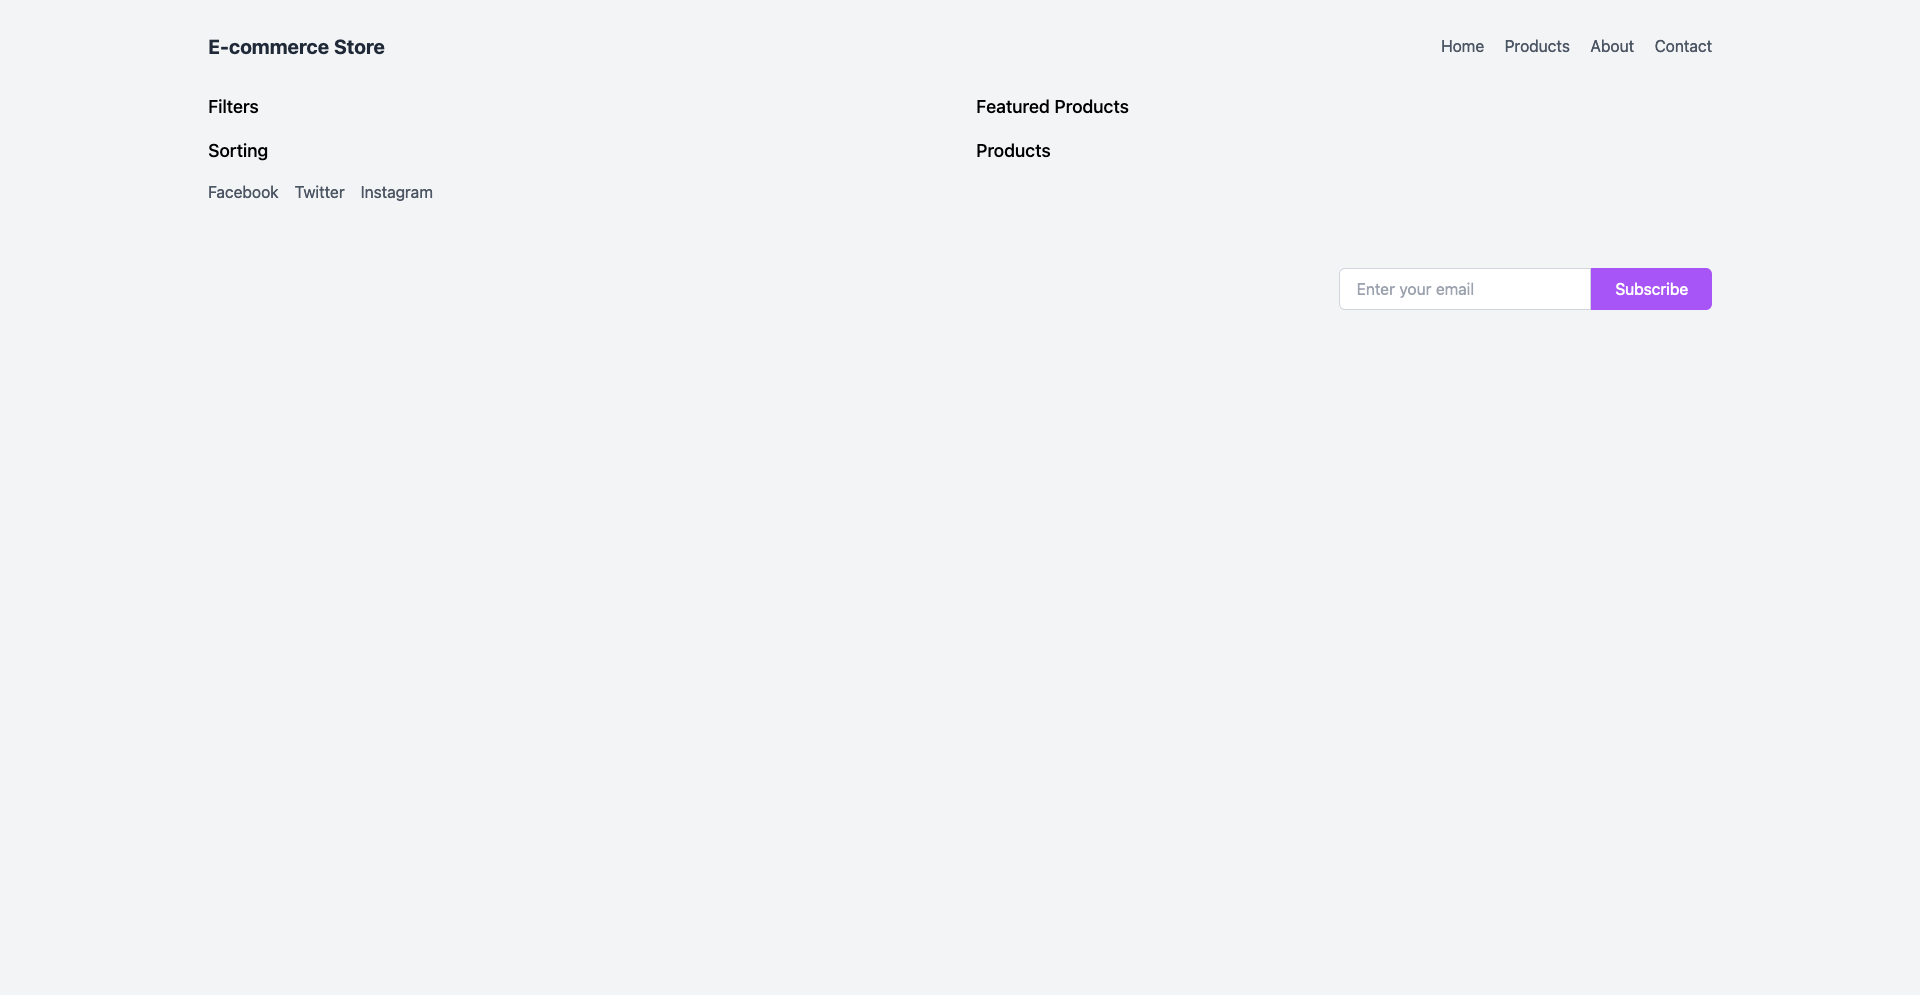 E-commerce Store
Home Products About Contact
Filters
Featured Products
Sorting
Products
Facebook Twitter Instagram
Enter your email
Subscribe